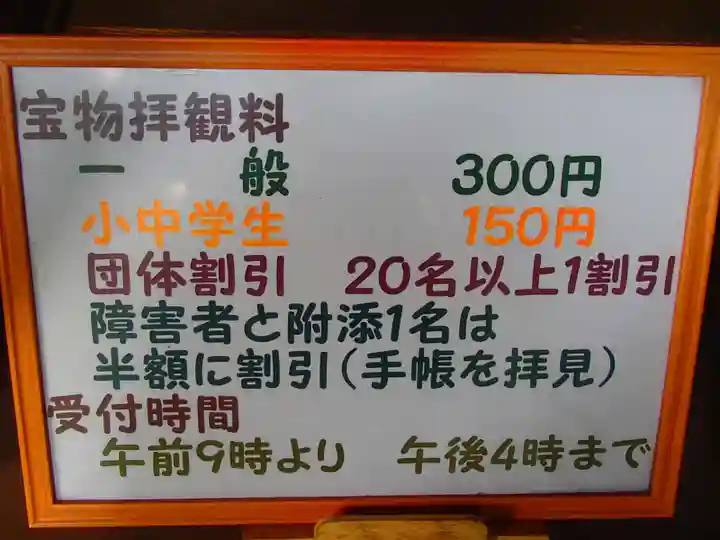 宝物拝観料
一 般 300円
小中学生 150円
団体割引 20名以上1割引
障害者と附添1名は
半額に割引(手帳を拝見)
受付時間
午前9時より 午後4時まで